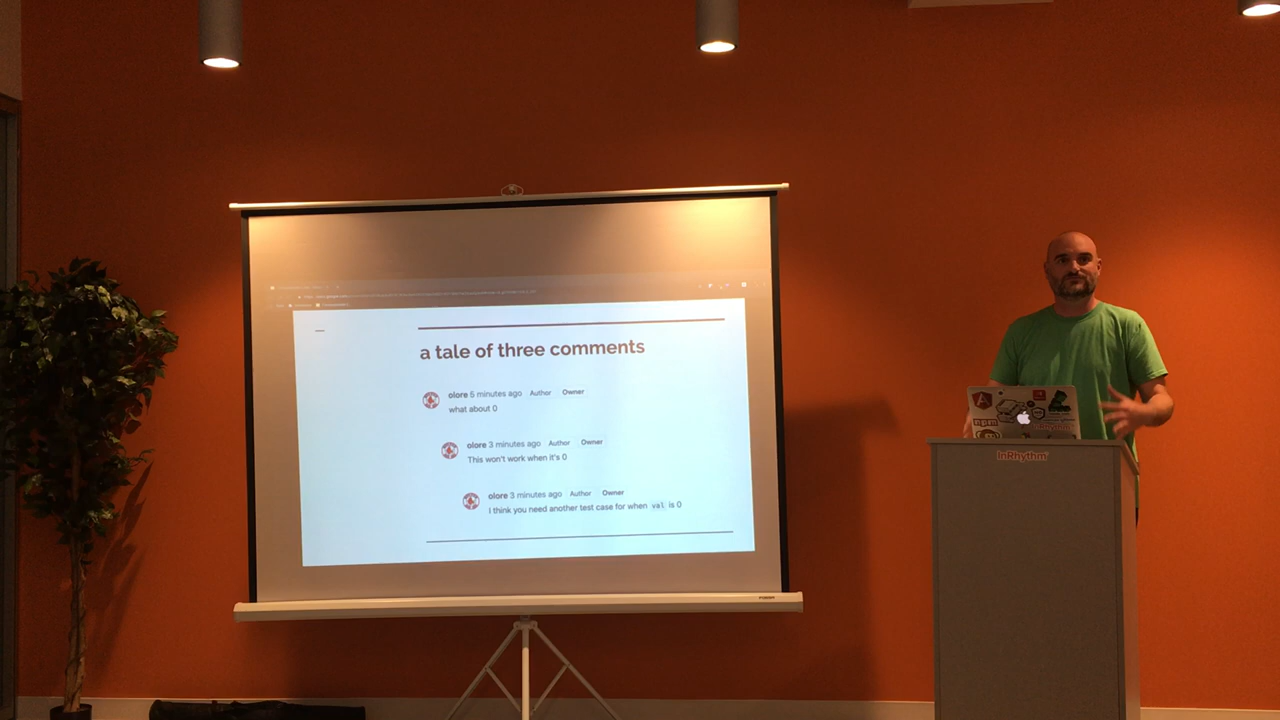 a tale of three comments
olore 6 minutes ago Author Owner
what about 0
olore 3 minutes ago Author Owner
This won't work when it's 0
olore 3 minutes ago Author Owner
I think you need another test case for when val is 0
npm
InRhythm